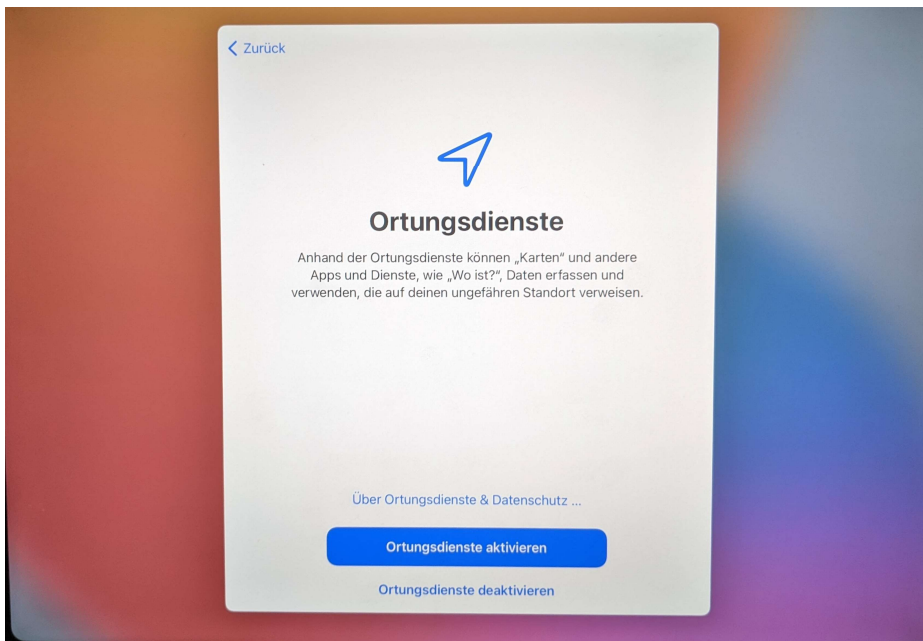 Zurück
Ortungsdienste
Anhand der Ortungsdienste können „Karten“ und andere
Apps und Dienste, wie „Wo ist?“, Daten erfassen und
verwenden, die auf deinen ungefähren Standort verweisen.
Über Ortungsdienste & Datenschutz ...
Ortungsdienste aktivieren
Ortungsdienste deaktivieren